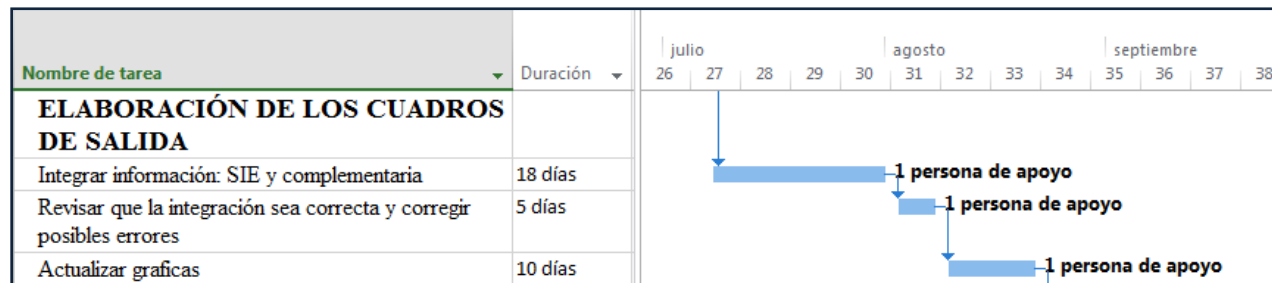 julio agosto septiembre
Nombre de tarea Duración 26 27 28 29 30 31 32 33 34 35 36 37 38
ELABORACIÓN DE LOS CUADROS
DE SALIDA
Integrar información: SIE y complementaria 18 días 1 persona de apoyo
Revisar que la integración sea correcta y corregir 5 días 1 persona de apoyo
posibles errores
Actualizar graficas 10 días 1 persona de apoyo